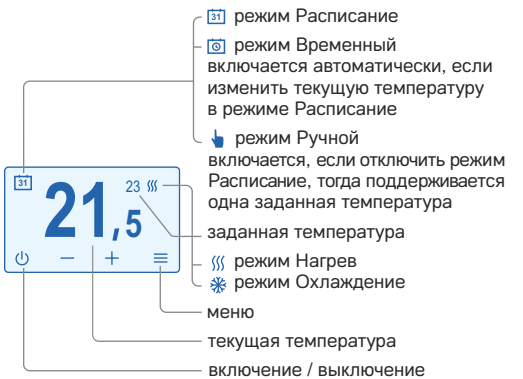 31 режим Расписание
режим Временный
включается автоматически, если
изменить текущую температуру
в режиме Расписание
режим Ручной
включается, если отключить режим
Расписание, тогда поддерживается
одна заданная температура
31
23
21,5
заданная температура
режим Нагрев
режим Охлаждение
меню
текущая температура
включение / выключение